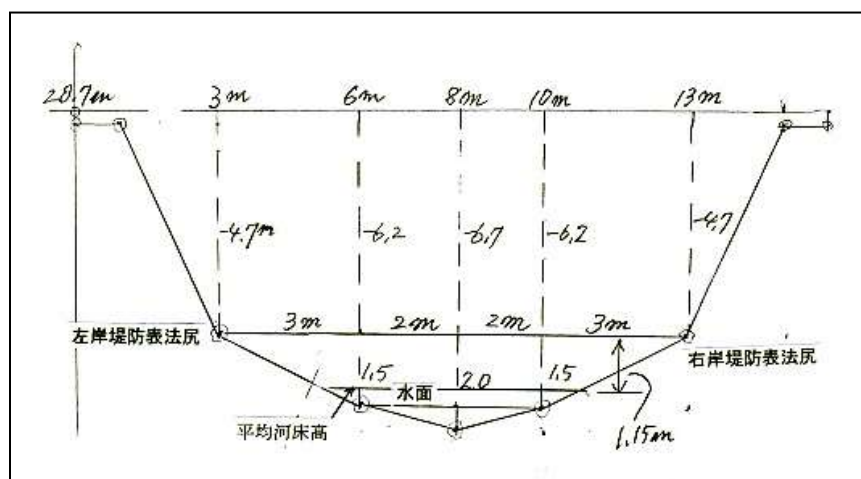 20.7m 3m 6m 8m 10m 13m
-4.7m -6.2 -6.7 -6.2 -4.7
3m 2m 2m 3m
左岸堤防表法尻
右岸堤防表法尻
1.5 2.0 1.5
水面
平均河床高
1.15m